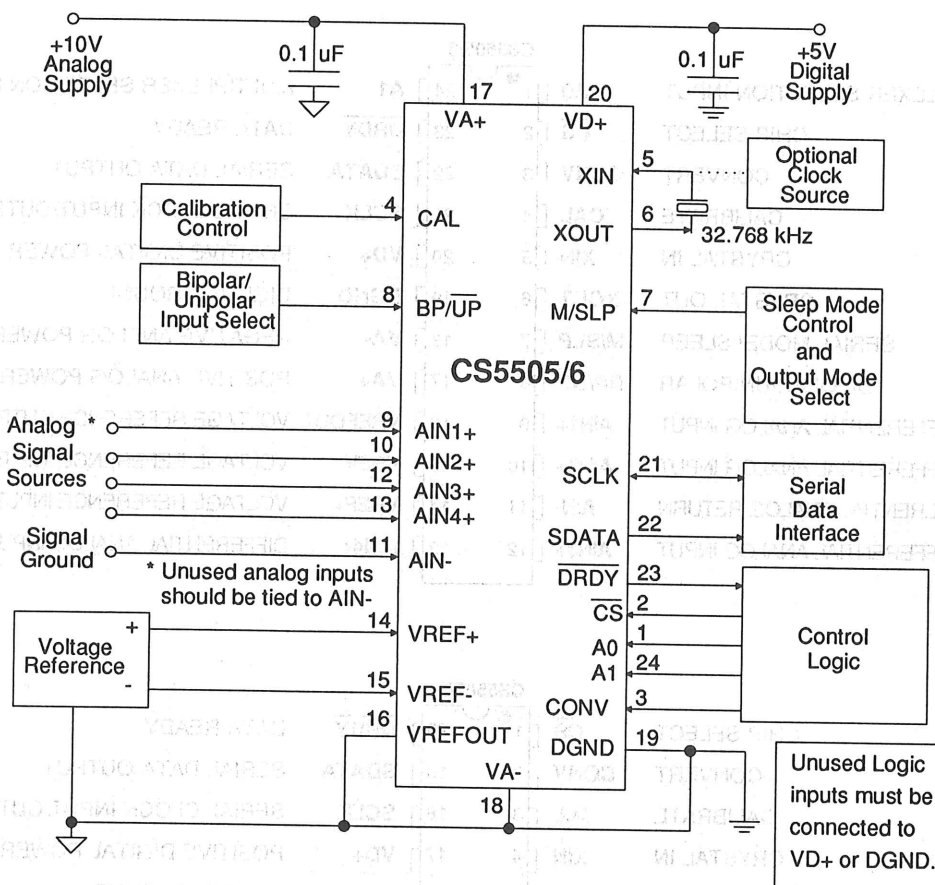 +10V
Analog
Supply
0.1 uF
17
VA+
20
VD+
0.1 uF
+5V
Digital
Supply
Calibration
Control
4
CAL
XIN
5
Optional
Clock
Source
XOUT
6
32.768 kHz
Bipolar/
Unipolar
Input Select
8
BP/U̅P̅
M/SLP
7
Sleep Mode
Control
and
Output Mode
Select
CS5505/6
Analog *
Signal
Sources
9
AIN1+
10
AIN2+
12
AIN3+
13
AIN4+
Signal
Ground
11
AIN-
* Unused analog inputs
should be tied to AIN-
SCLK
21
SDATA
22
Serial
Data
Interface
D̅R̅D̅Y̅
23
C̅S̅
2
A0
1
A1
24
CONV
3
Control
Logic
Voltage
Reference
+
-
14
VREF+
15
VREF-
16
VREFOUT
DGND
19
VA-
18
Unused Logic
inputs must be
connected to
VD+ or DGND.